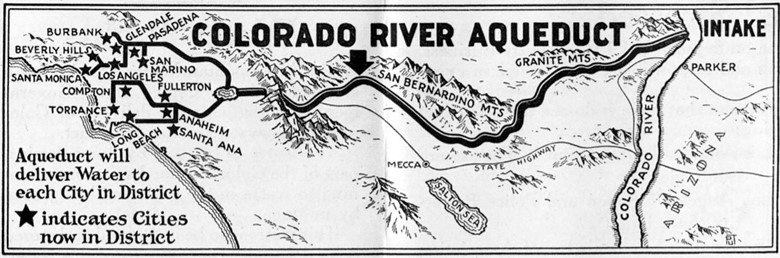 COLORADO RIVER AQUEDUCT
INTAKE
BURBANK
GLENDALE
PASADENA
BEVERLY HILLS
SAN
MARINO
SANTA MONICA
LOS ANGELES
COMPTON
FULLERTON
TORRANCE
ANAHEIM
LONG
BEACH
SANTA ANA
SAN BERNARDINO MTS
GRANITE MTS
PARKER
MECCA
STATE HIGHWAY
SALTON SEA
COLORADO RIVER
ARIZONA
Aqueduct will
deliver Water to
each City in District
indicates Cities
now in District